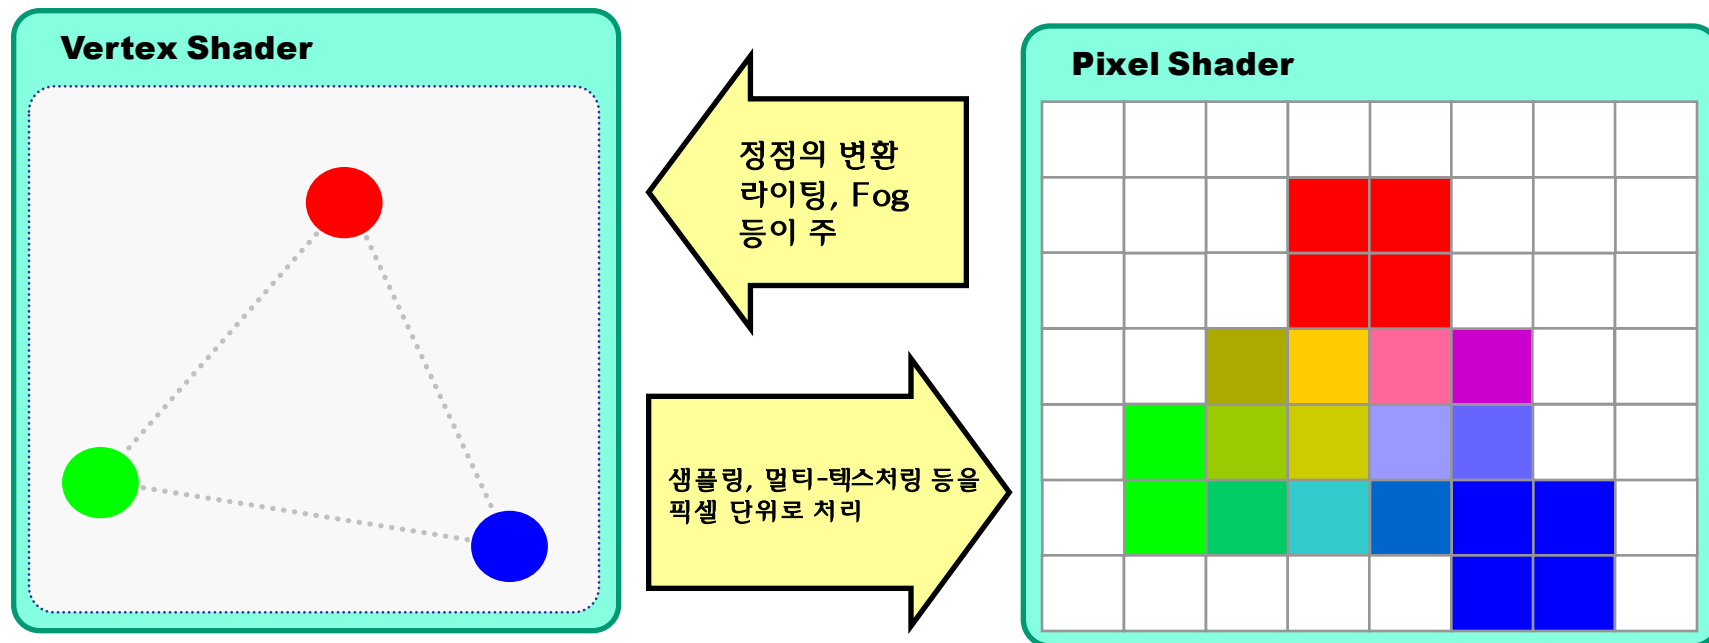 Vertex Shader
정점의 변환
라이팅, Fog
등이 주
샘플링, 멀티-텍스처링 등을
픽셀 단위로 처리
Pixel Shader